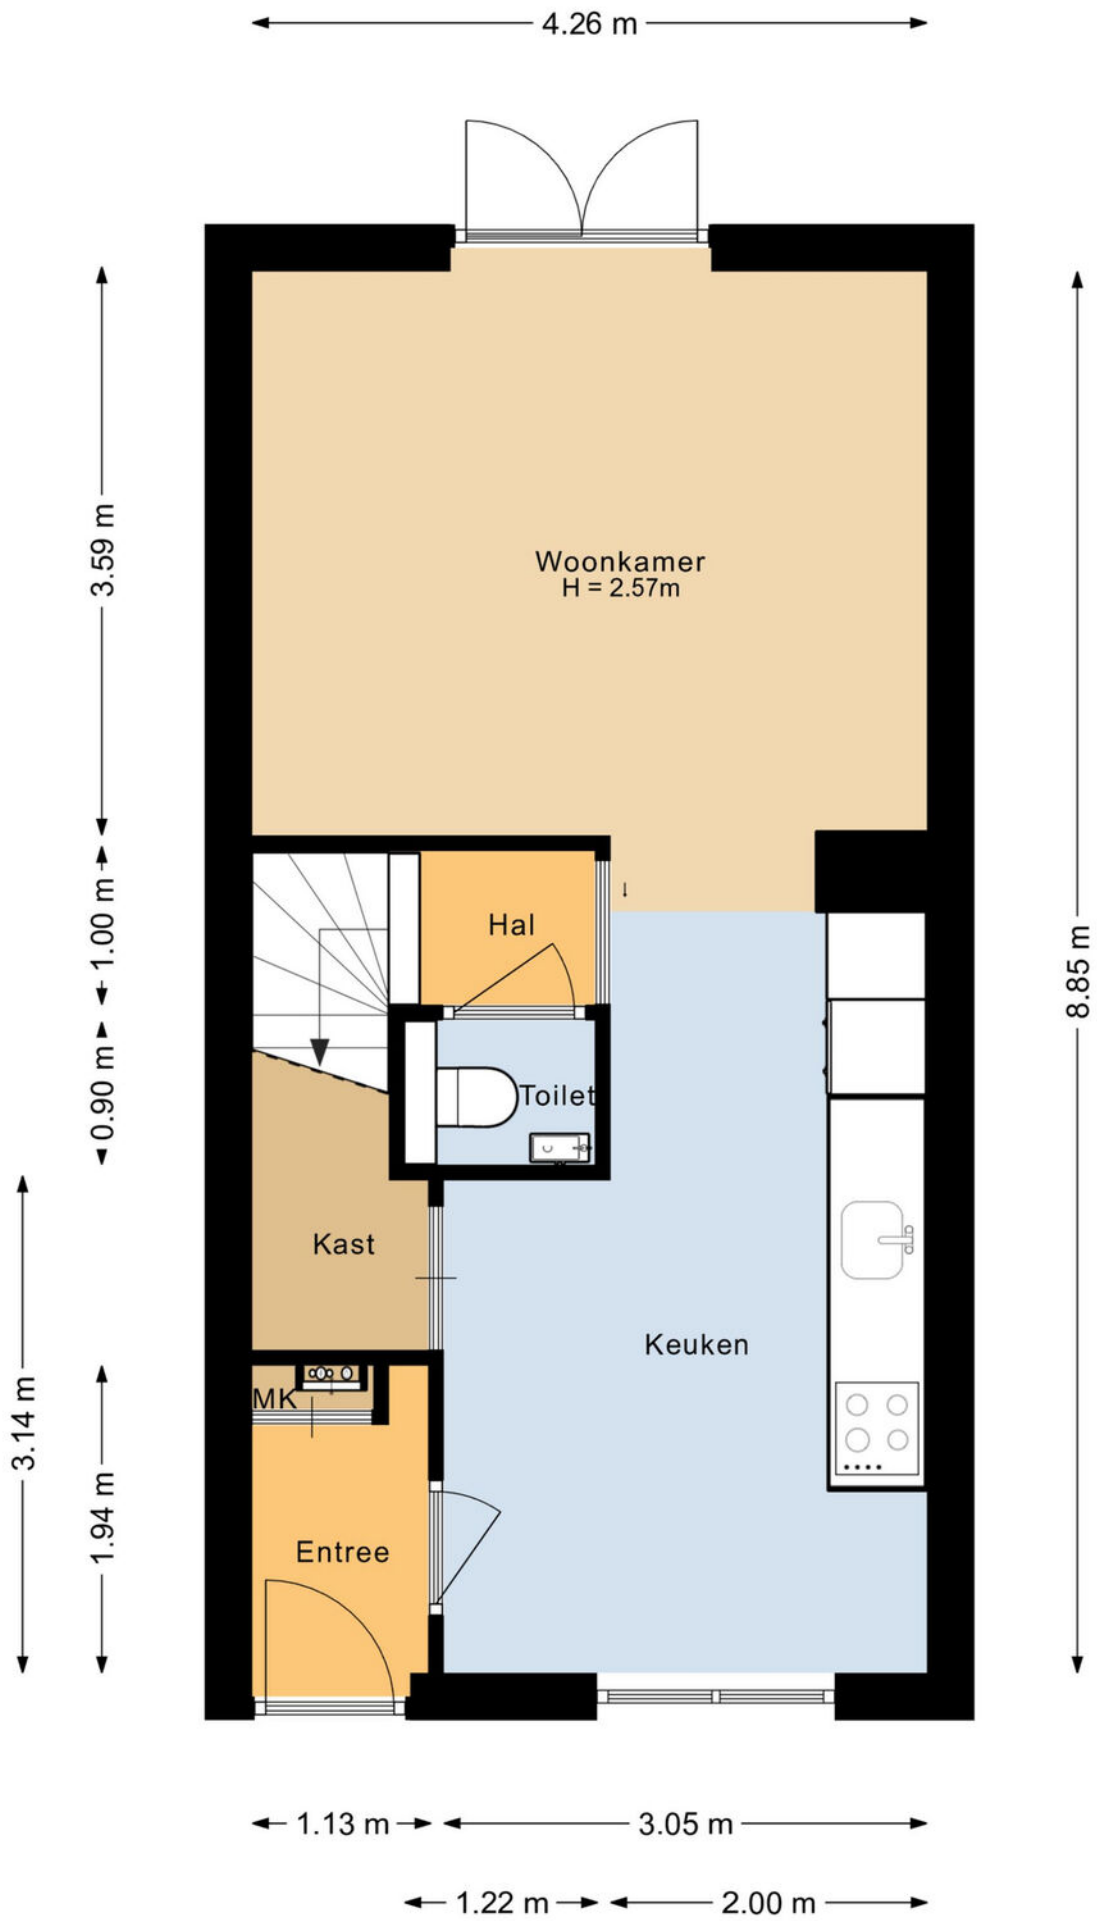 4.26 m
3.59 m
Woonkamer
H = 2.57m
1.00 m
Hal
8.85 m
0.90 m
Toilet
Kast
Keuken
3.14 m
MK
1.94 m
Entree
1.13 m
3.05 m
1.22 m
2.00 m